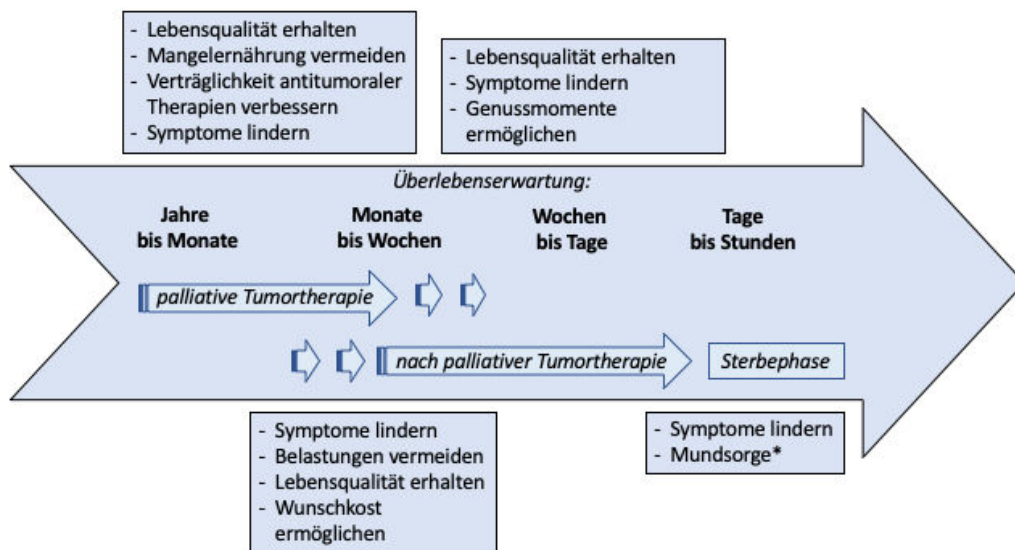 - Lebensqualität erhalten
- Mangelernährung vermeiden
- Verträglichkeit antitumoraler
Therapien verbessern
- Symptome lindern
- Lebensqualität erhalten
- Symptome lindern
- Genussmomente
ermöglichen
Überlebenserwartung:
Jahre
bis Monate
Monate
bis Wochen
Wochen
bis Tage
Tage
bis Stunden
palliative Tumortherapie
nach palliativer Tumortherapie
Sterbephase
- Symptome lindern
- Belastungen vermeiden
- Lebensqualität erhalten
- Wunschkost
ermöglichen
- Symptome lindern
- Mundsorge*